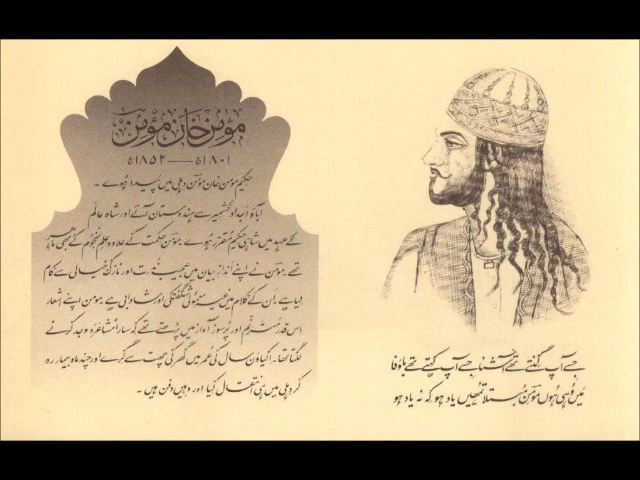 مومن خان مومن
۱۸۰۱ء — ۱۸۵۲ء
حکیم مومن خان مومن دہلی میں پیدا ہوئے ۔
آباؤ اجداد کشمیر سے ہندوستان آئے اور شاہ عالم
کے عہد میں شاہی حکیم مقرر ہوئے ۔ مومن حکمت کے علاوہ علم نجوم کے بھی ماہر
تھے ۔ مومن نے اپنے انداز بیان میں عجیب ندرت اور نازک خیالی سے کام
لیا ہے ۔ ان کے کلام میں شگفتگی اور شادابی ہے ۔ مومن اپنے اشعار
اس قدر مترنم اور پرسوز آواز میں پڑھتے تھے کہ سارا مشاعرہ وجد کرنے
لگتا تھا ۔ اکیاون سال کی عمر میں گھر کی چھت سے گرے اور چند ماہ بیمار رہ
کر دہلی میں ہی انتقال کیا اور وہیں دفن ہیں ۔
جسے آپ گنتے تھے آشنا جسے آپ کہتے تھے باوفا
میں وہی ہوں مومن مبتلا تمھیں یاد ہو کہ نہ یاد ہو